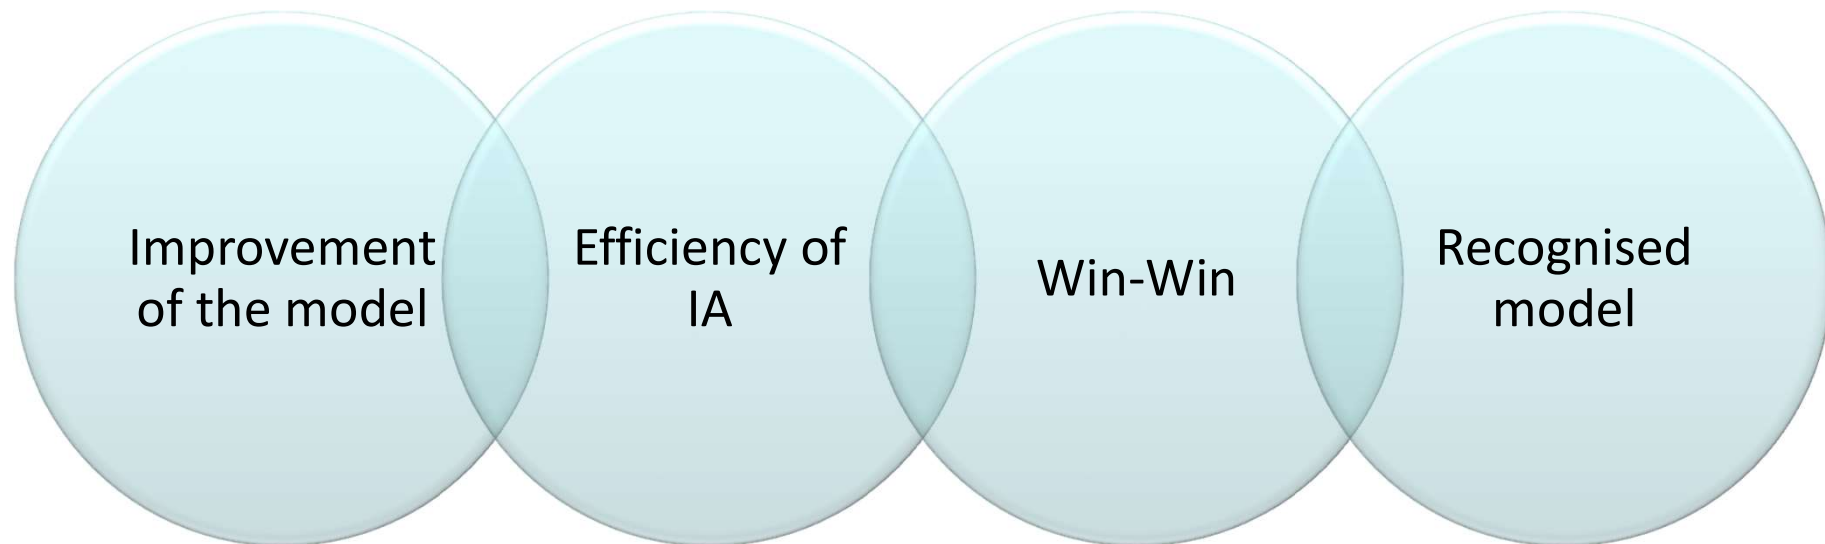 Improvement
of the model
Efficiency of
IA
Win-Win
Recognised
model